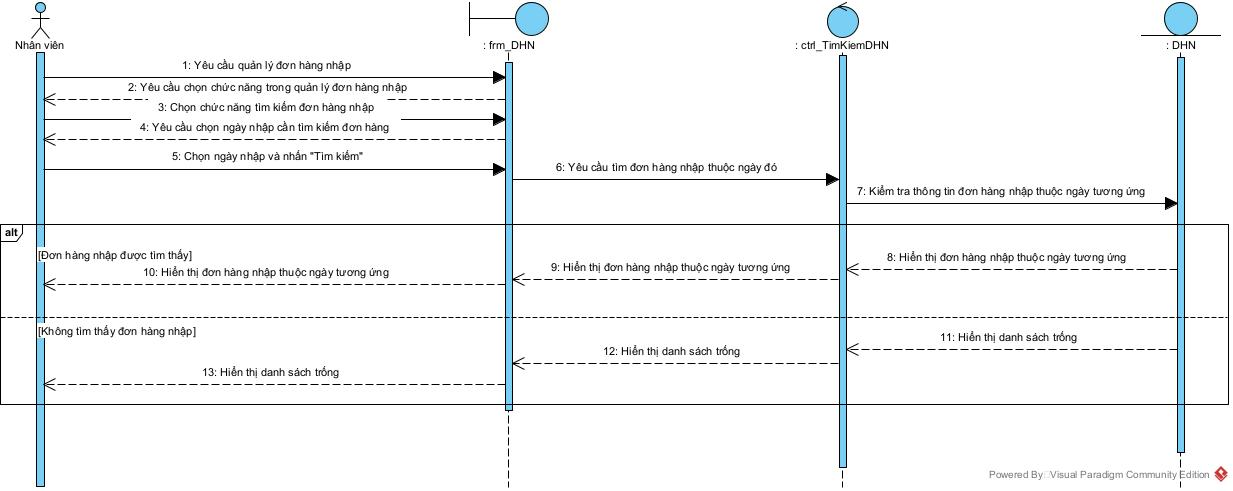 Nhân viên
: frm_DHN
: ctrl_TimKiemDHN
: DHN
1: Yêu cầu quản lý đơn hàng nhập
2: Yêu cầu chọn chức năng trong quản lý đơn hàng nhập
3: Chọn chức năng tìm kiếm đơn hàng nhập
4: Yêu cầu chọn ngày nhập cần tìm kiếm đơn hàng
5: Chọn ngày nhập và nhấn "Tìm kiếm"
6: Yêu cầu tìm đơn hàng nhập thuộc ngày đó
7: Kiểm tra thông tin đơn hàng nhập thuộc ngày tương ứng
alt
[Đơn hàng nhập được tìm thấy]
8: Hiển thị đơn hàng nhập thuộc ngày tương ứng
9: Hiển thị đơn hàng nhập thuộc ngày tương ứng
10: Hiển thị đơn hàng nhập thuộc ngày tương ứng
[Không tìm thấy đơn hàng nhập]
11: Hiển thị danh sách trống
12: Hiển thị danh sách trống
13: Hiển thị danh sách trống
Powered By Visual Paradigm Community Edition